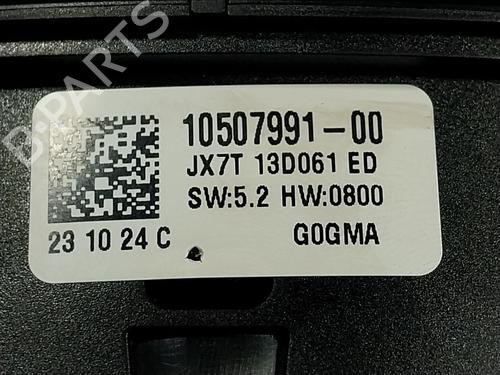 10507991-00
JX7T 13D061 ED
SW:5.2 HW:0800
23 10 24 C
G0GMA
B-PARTS